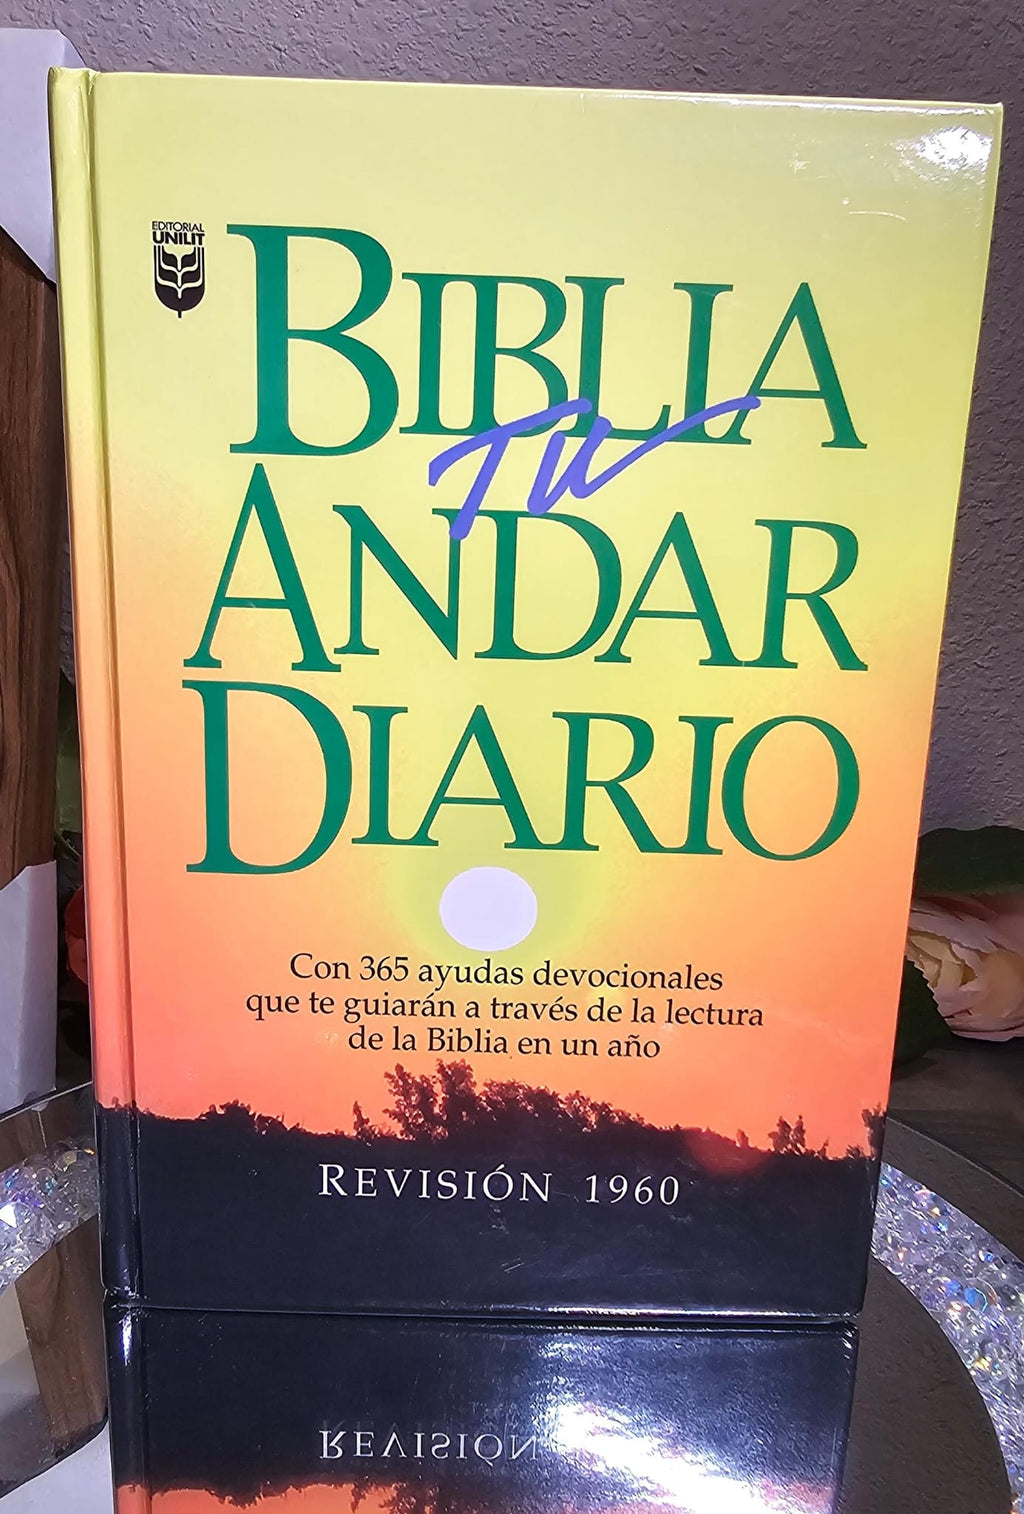 EDITORIAL
UNILIT
BIBLIA
TU
ANDAR
DIARIO
Con 365 ayudas devocionales
que te guiarán a través de la lectura
de la Biblia en un año
REVISIÓN 1960
REVISIÓN